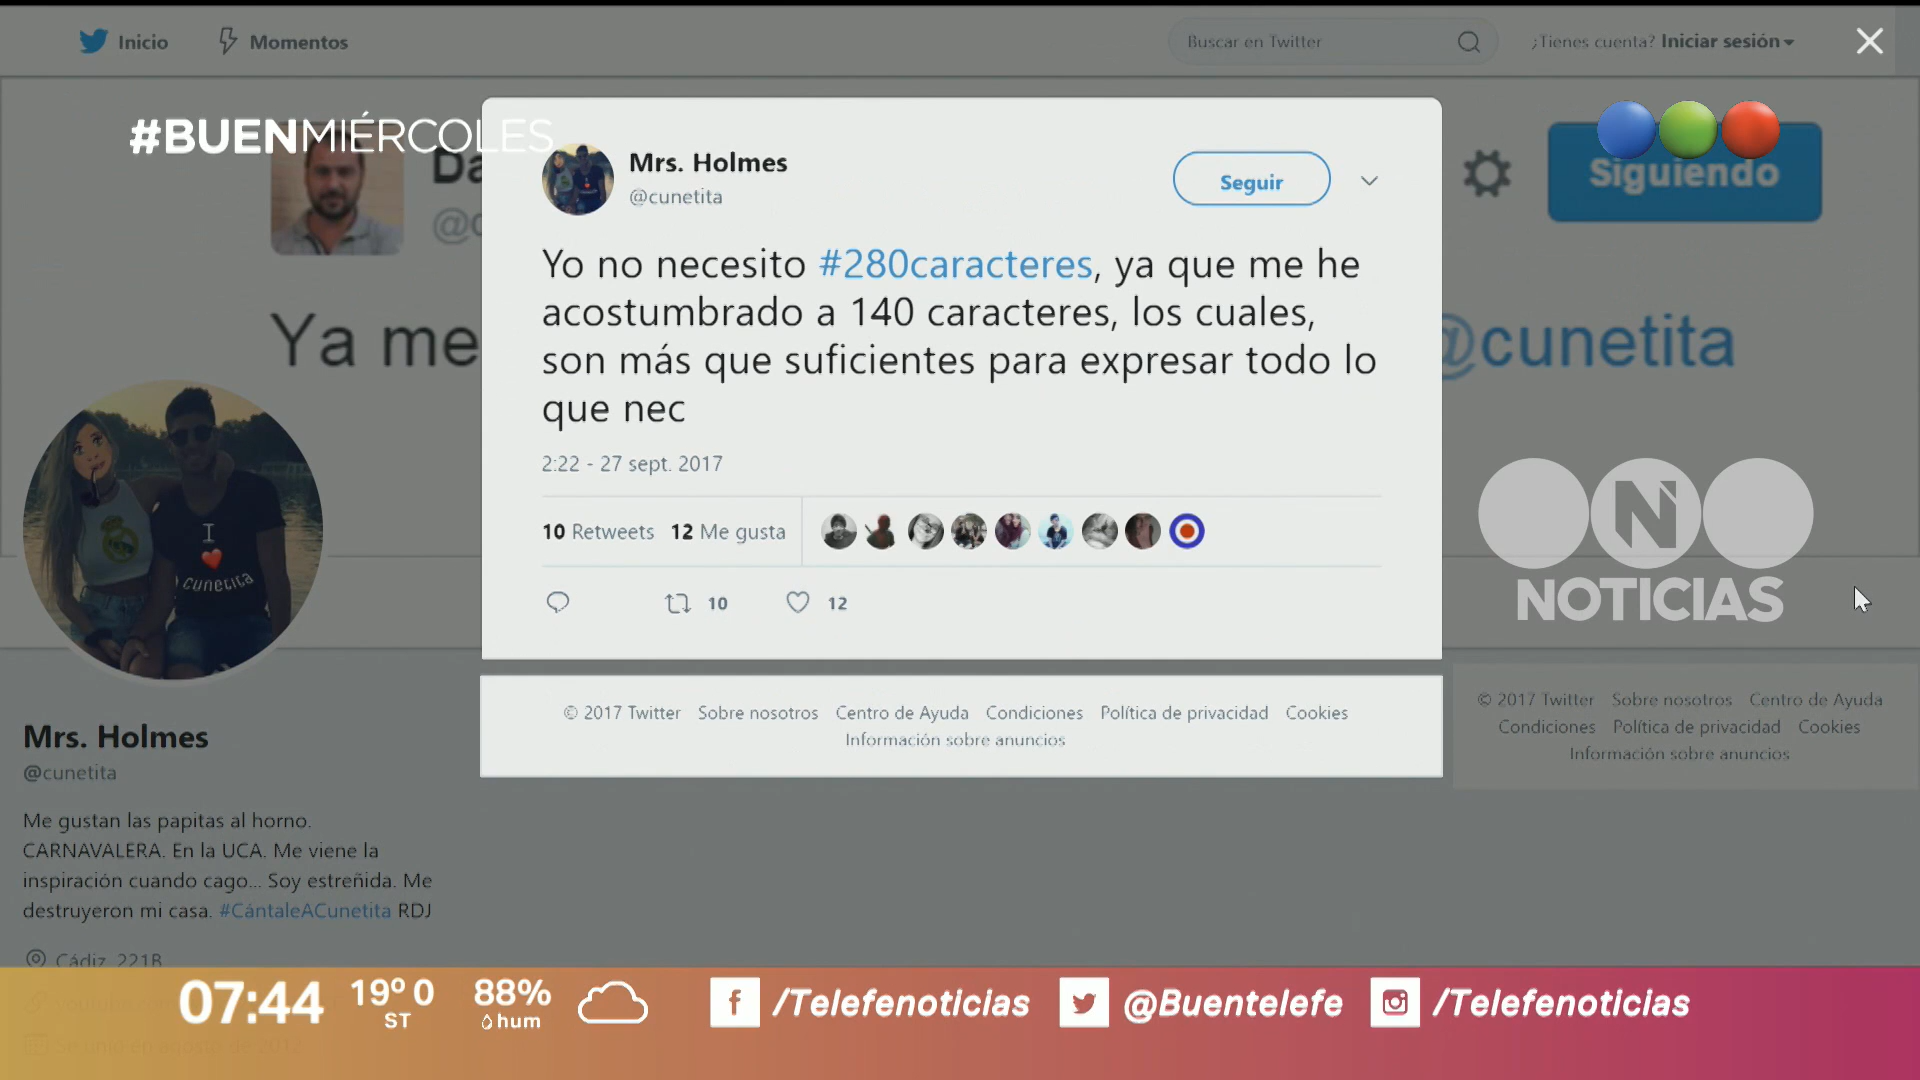 Inicio
Momentos
Buscar en Twitter
¿Tienes cuenta? Iniciar sesión
#BUENMIÉRCOLES
Mrs. Holmes
@cunetita
Seguir
Siguiendo
Yo no necesito #280caracteres, ya que me he
acostumbrado a 140 caracteres, los cuales,
son más que suficientes para expresar todo lo
que nec
Ya me
@cunetita
2:22 - 27 sept. 2017
10 Retweets 12 Me gusta
10
12
I
cunetita
N
NOTICIAS
© 2017 Twitter Sobre nosotros Centro de Ayuda Condiciones Política de privacidad Cookies
Información sobre anuncios
© 2017 Twitter Sobre nosotros Centro de Ayuda
Condiciones Política de privacidad Cookies
Información sobre anuncios
Mrs. Holmes
@cunetita
Me gustan las papitas al horno.
CARNAVALERA. En la UCA. Me viene la
inspiración cuando cago... Soy estreñida. Me
destruyeron mi casa. #CántaleACunetita RDJ
Cádiz 221B
07:44
19º 0
ST
88%
hum
/Telefenoticias
@Buentelefe
/Telefenoticias